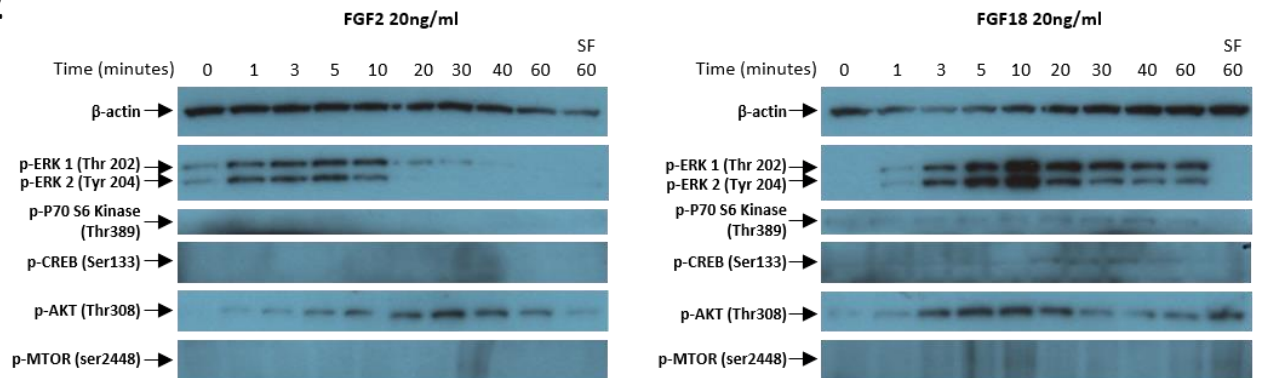 FGF2 20ng/ml
SF
Time (minutes) 0 1 3 5 10 20 30 40 60 60
β-actin
p-ERK 1 (Thr 202)
p-ERK 2 (Tyr 204)
p-P70 S6 Kinase
(Thr389)
p-CREB (Ser133)
p-AKT (Thr308)
p-MTOR (ser2448)
FGF18 20ng/ml
SF
Time (minutes) 0 1 3 5 10 20 30 40 60 60
β-actin
p-ERK 1 (Thr 202)
p-ERK 2 (Tyr 204)
p-P70 S6 Kinase
(Thr389)
p-CREB (Ser133)
p-AKT (Thr308)
p-MTOR (ser2448)